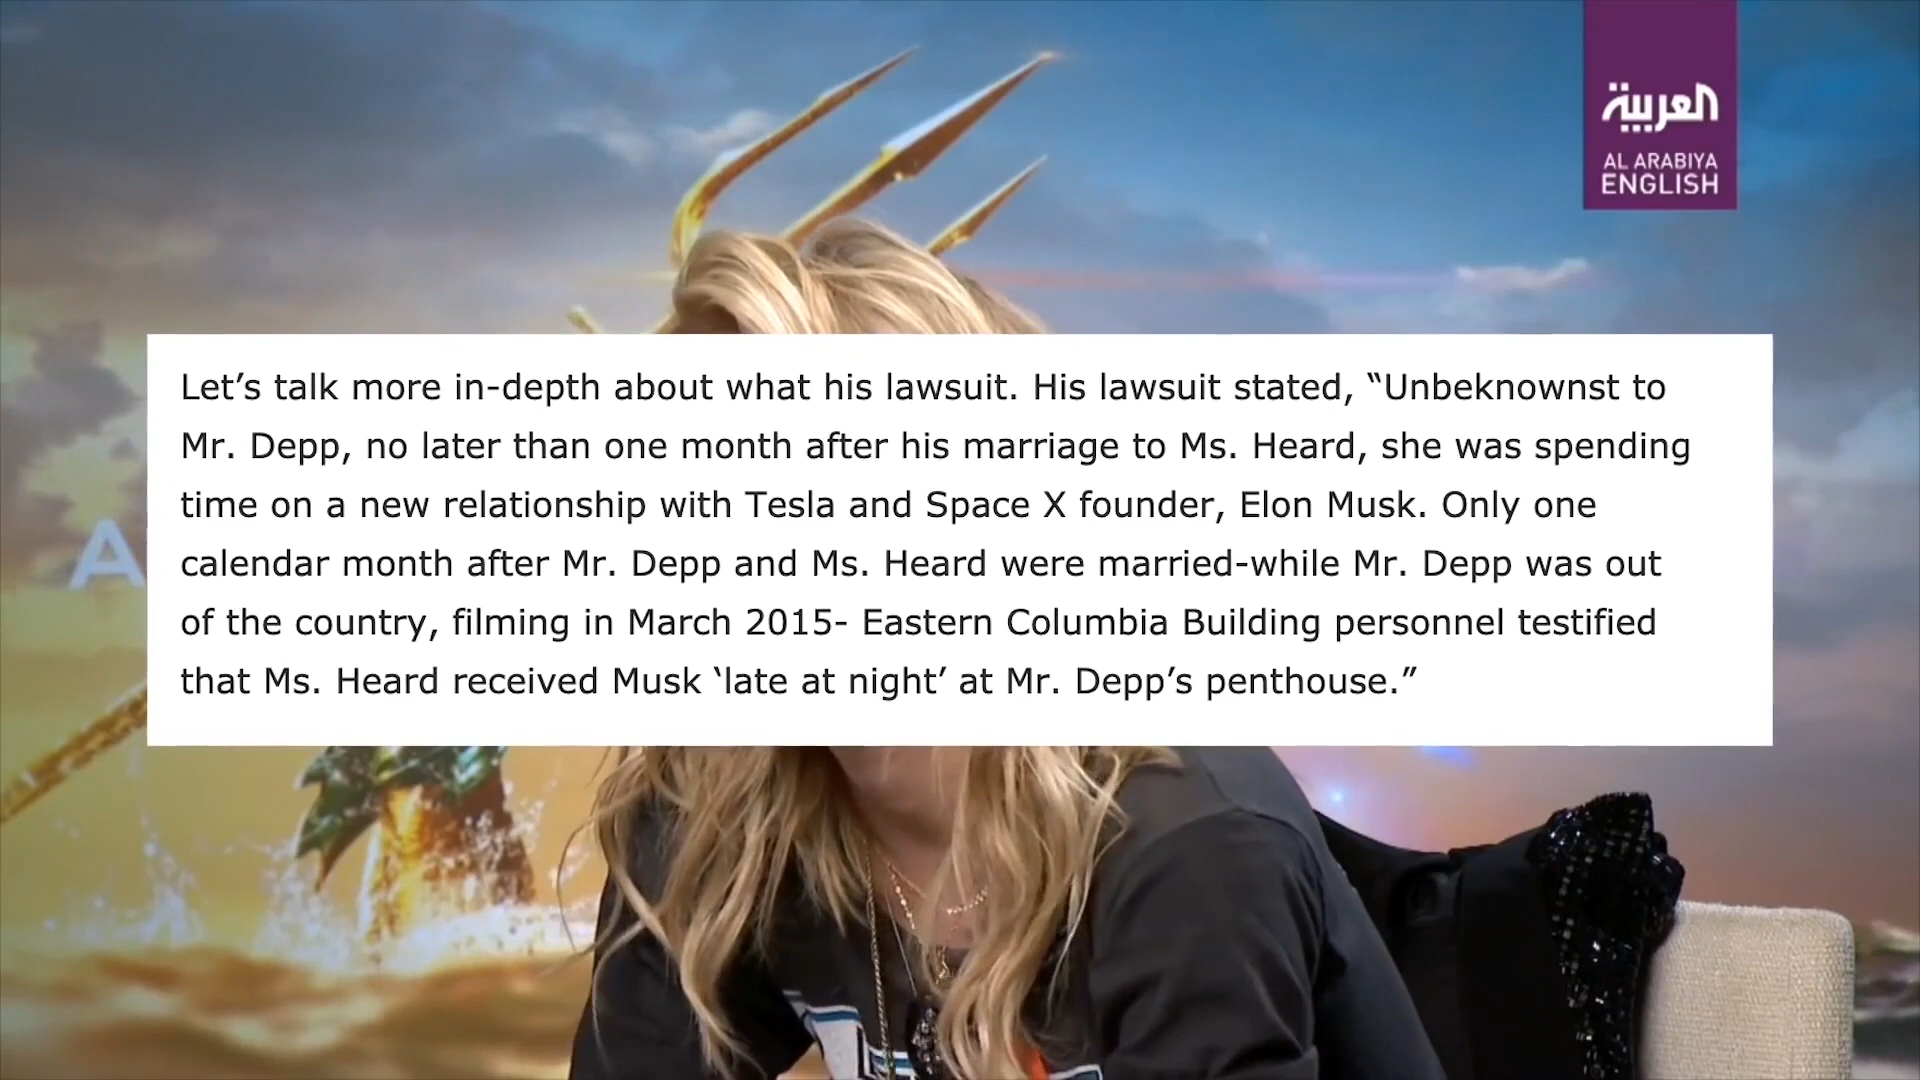 العربية
AL ARABIYA
ENGLISH
Let’s talk more in-depth about what his lawsuit. His lawsuit stated, “Unbeknownst to
Mr. Depp, no later than one month after his marriage to Ms. Heard, she was spending
time on a new relationship with Tesla and Space X founder, Elon Musk. Only one
calendar month after Mr. Depp and Ms. Heard were married-while Mr. Depp was out
of the country, filming in March 2015- Eastern Columbia Building personnel testified
that Ms. Heard received Musk ‘late at night’ at Mr. Depp’s penthouse.”
A